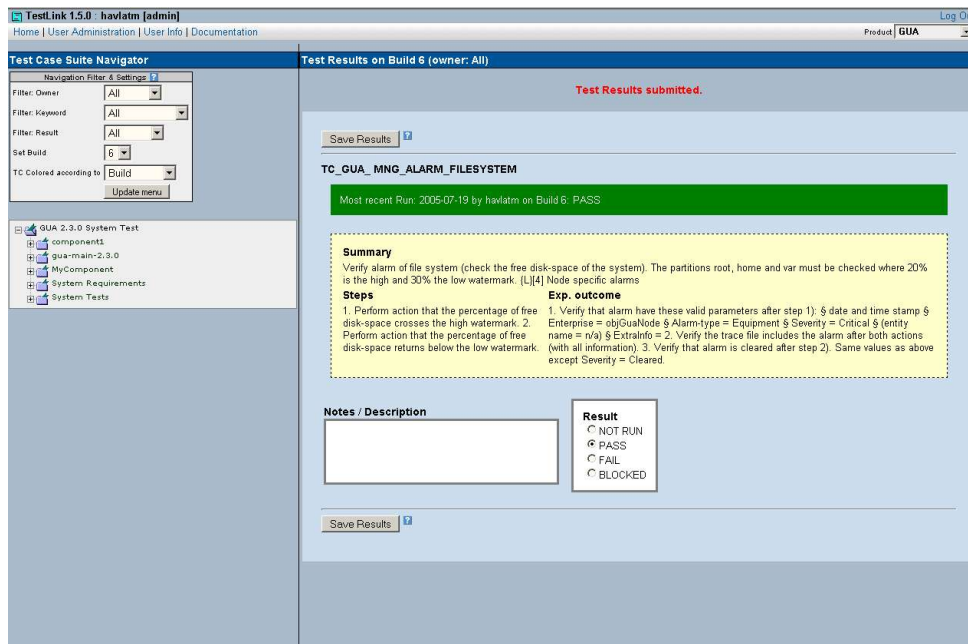 TestLink 1.5.0 : havlatm [admin]
Log Ou
Home | User Administration | User Info | Documentation
Product GUA
Test Case Suite Navigator
Navigation Filter & Settings ?
Filter: Owner All
Filter: Keyword All
Filter: Result All
Set Build 6
TC Colored according to Build
Update menu
GUA 2.3.0 System Test
component1
gua-main-2.3.0
MyComponent
System Requirements
System Tests
Test Results on Build 6 (owner: All)
Test Results submitted.
Save Results ?
TC_GUA_ MNG_ALARM_FILESYSTEM
Most recent Run: 2005-07-19 by havlatm on Build 6: PASS
Summary
Verify alarm of file system (check the free disk-space of the system). The partitions root, home and var must be checked where 20%
is the high and 30% the low watermark. {L}[4] Node specific alarms
Steps
1. Perform action that the percentage of free
disk-space crosses the high watermark. 2.
Perform action that the percentage of free
disk-space returns below the low watermark.
Exp. outcome
1. Verify that alarm have these valid parameters after step 1): § date and time stamp §
Enterprise = objGuaNode § Alarm-type = Equipment § Severity = Critical § (entity
name = n/a) § ExtraInfo = 2. Verify the trace file includes the alarm after both actions
(with all information). 3. Verify that alarm is cleared after step 2). Same values as above
except Severity = Cleared.
Notes / Description
Result
NOT RUN
PASS
FAIL
BLOCKED
Save Results ?